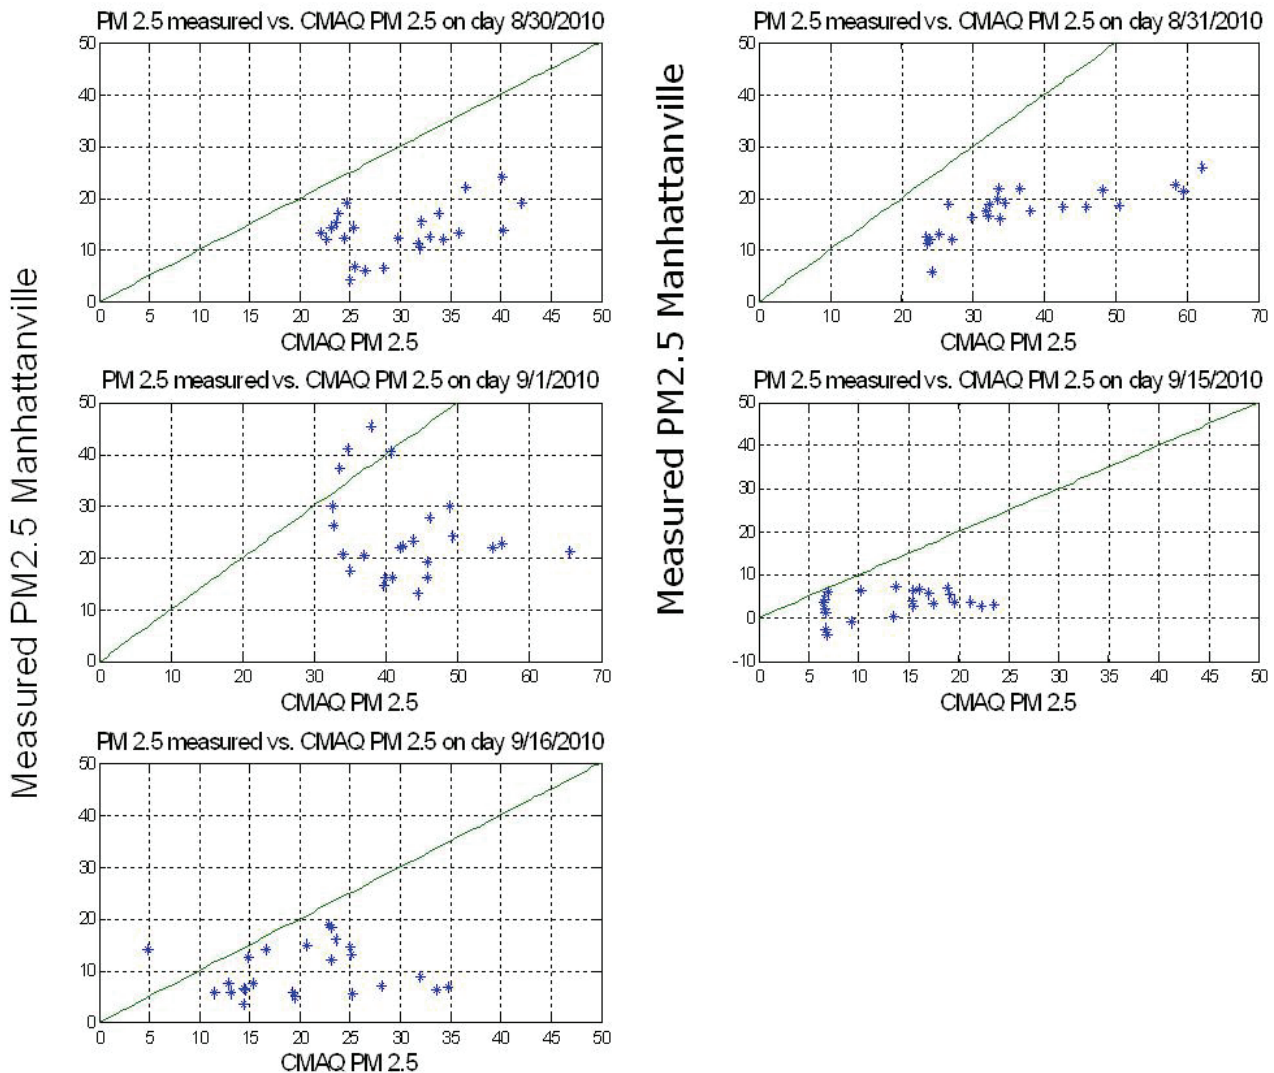 PM 2.5 measured vs. CMAQ PM 2.5 on day 8/30/2010
50
40
30
20
10
0
0 5 10 15 20 25 30 35 40 45 50
CMAQ PM 2.5
PM 2.5 measured vs. CMAQ PM 2.5 on day 8/31/2010
50
40
30
20
10
0
0 10 20 30 40 50 60 70
CMAQ PM 2.5
Measured PM2.5 Manhattanville
Measured PM2.5 Manhattanville
PM 2.5 measured vs. CMAQ PM 2.5 on day 9/1/2010
50
40
30
20
10
0
0 10 20 30 40 50 60 70
CMAQ PM 2.5
PM 2.5 measured vs. CMAQ PM 2.5 on day 9/15/2010
50
40
30
20
10
0
-10
0 5 10 15 20 25 30 35 40 45 50
CMAQ PM 2.5
PM 2.5 measured vs. CMAQ PM 2.5 on day 9/16/2010
50
40
30
20
10
0
0 5 10 15 20 25 30 35 40 45 50
CMAQ PM 2.5